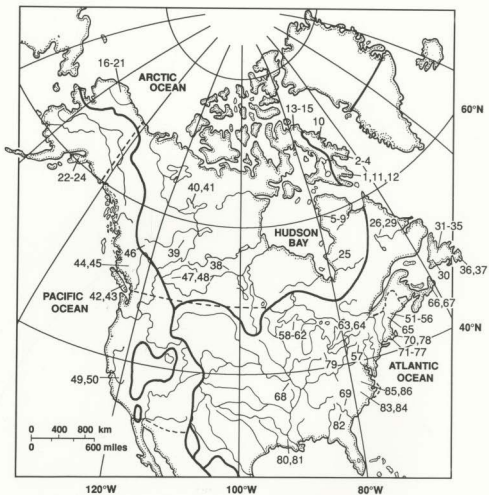 16-21
ARCTIC
OCEAN
13-15
10
60°N
2-4
1,11,12
22-24
40,41
5-9
26,29
31-35
HUDSON
BAY
44,45
46
39
38
25
30
36,37
47,48
PACIFIC
OCEAN
42,43
66,67
51-56
58-62
63,64
65
40°N
70,78
57
71-77
79
ATLANTIC
OCEAN
49,50
68
69
85,86
83,84
0 400 800 km
0 600 miles
82
80,81
120°W
100°W
80°W